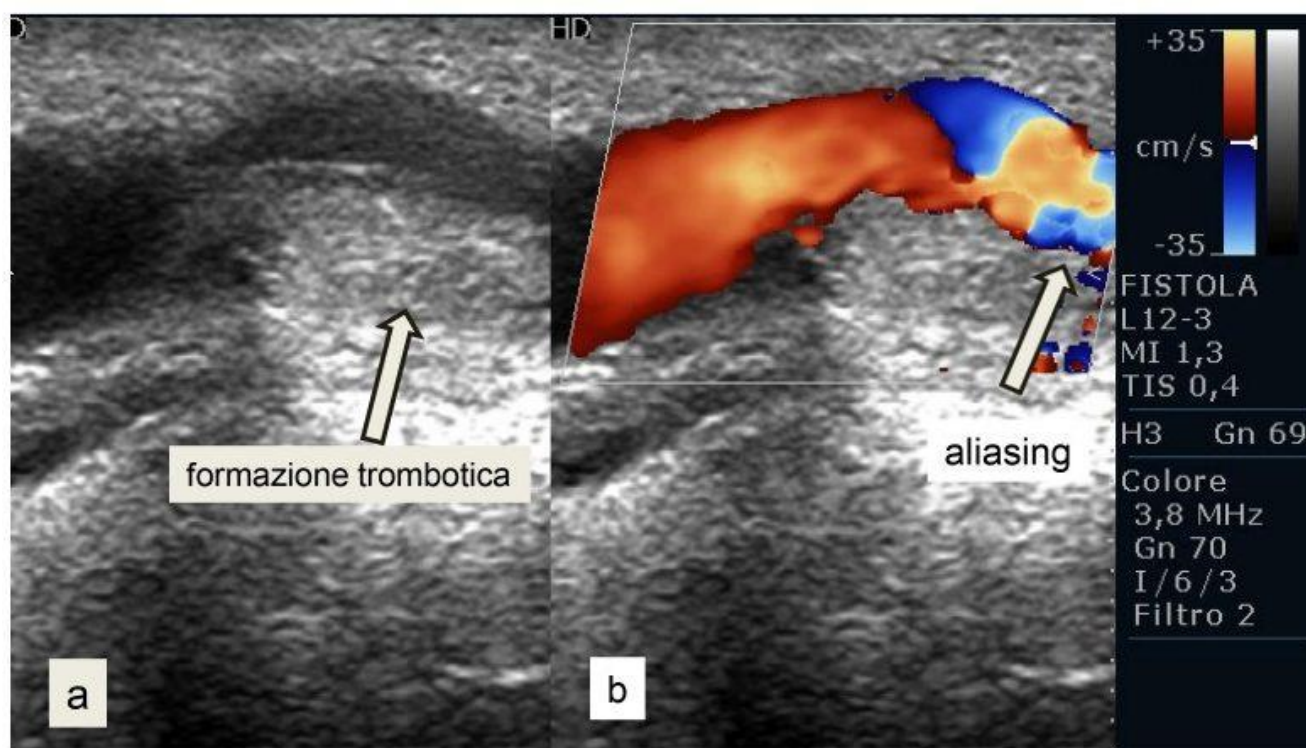 HD
+35
cm/s
-35
FISTOLA
L12-3
MI 1,3
TIS 0,4
H3 Gn 69
Colore
3,8 MHz
Gn 70
I/6/3
Filtro 2
formazione trombotica
aliasing
a
b